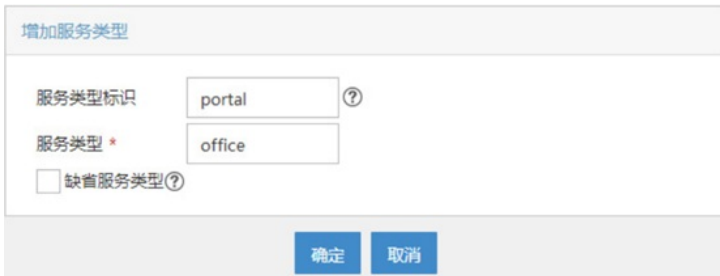 增加服务类型
服务类型标识 portal ?
服务类型 * office
缺省服务类型 ?
确定 取消